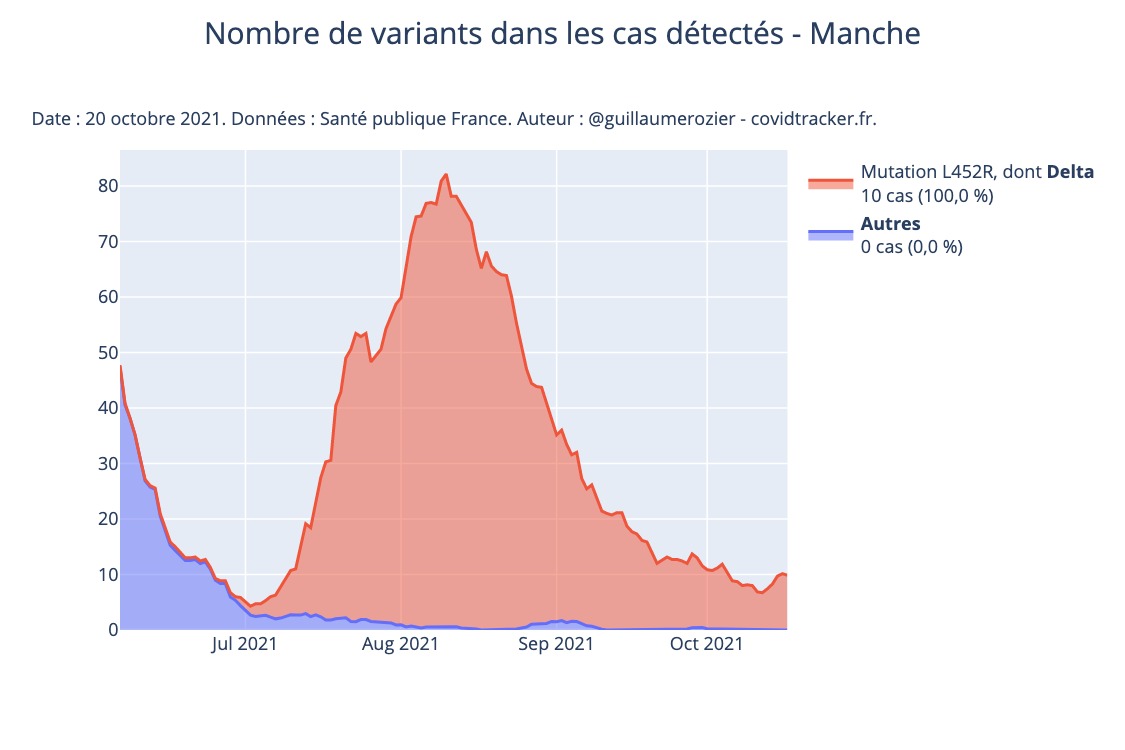 Nombre de variants dans les cas détectés - Manche
Date : 20 octobre 2021. Données : Santé publique France. Auteur : @guillaumerozier - covidtracker.fr.
Mutation L452R, dont Delta
10 cas (100,0 %)
Autres
0 cas (0,0 %)
80
70
60
50
40
30
20
10
0
Jul 2021
Aug 2021
Sep 2021
Oct 2021